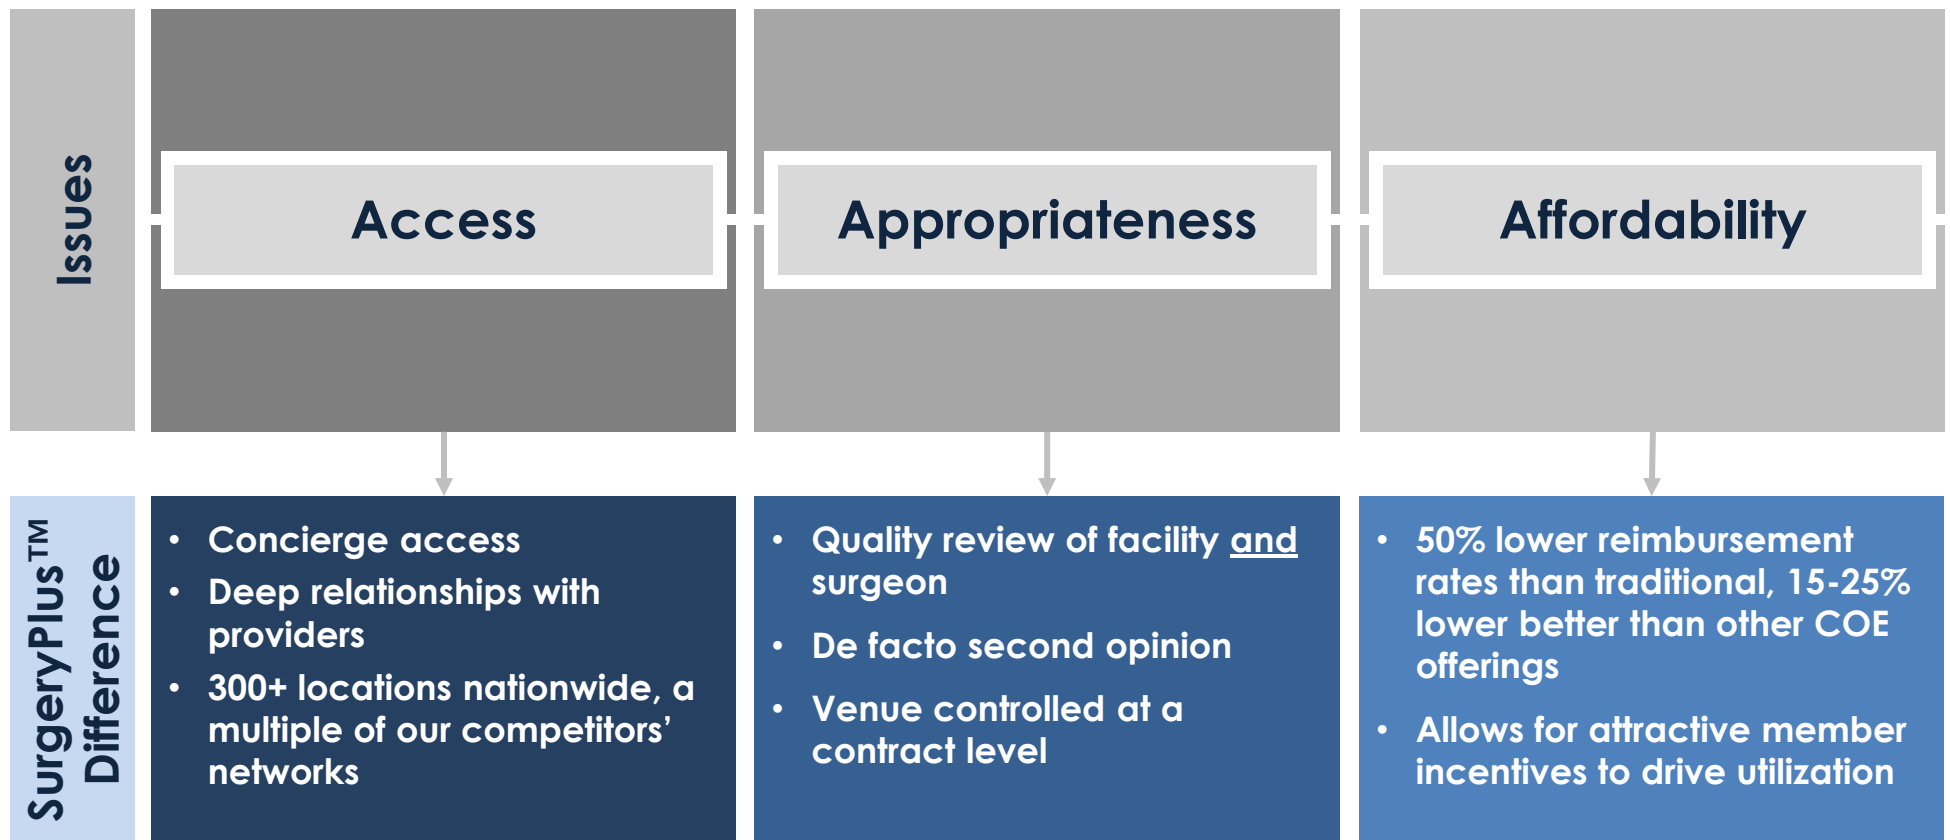 Issues
Access
Appropriateness
Affordability
SurgeryPlus™
Difference
• Concierge access
• Deep relationships with
providers
• 300+ locations nationwide, a
multiple of our competitors’
networks
• Quality review of facility and
surgeon
• De facto second opinion
• Venue controlled at a
contract level
• 50% lower reimbursement
rates than traditional, 15-25%
lower better than other COE
offerings
• Allows for attractive member
incentives to drive utilization